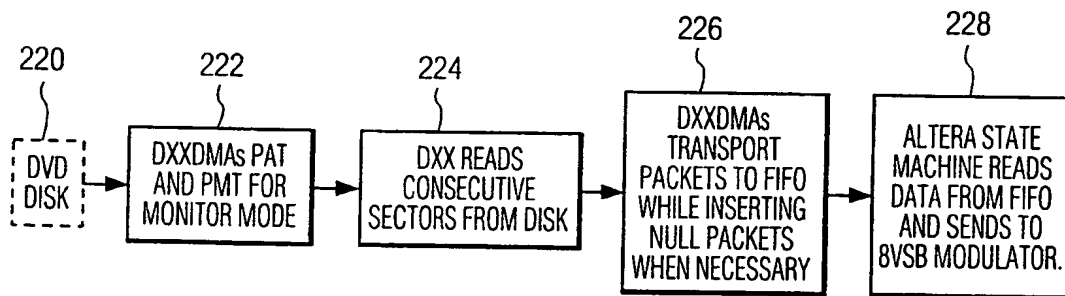 220
222
224
226
228
DVD
DISK
DXXDMAs PAT
AND PMT FOR
MONITOR MODE
DXX READS
CONSECUTIVE
SECTORS FROM DISK
DXXDMAs
TRANSPORT
PACKETS TO FIFO
WHILE INSERTING
NULL PACKETS
WHEN NECESSARY
ALTERA STATE
MACHINE READS
DATA FROM FIFO
AND SENDS TO
8VSB MODULATOR.